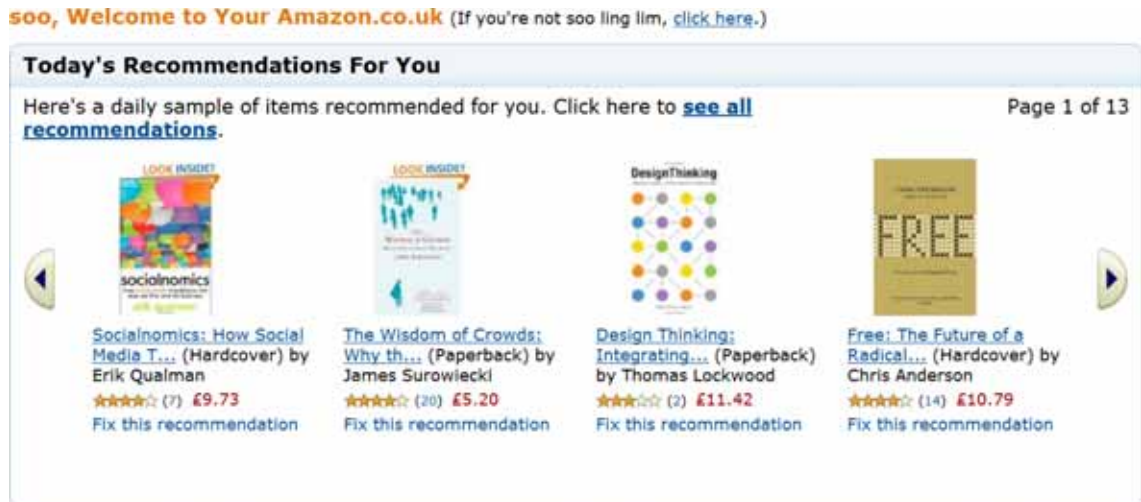 soo, Welcome to Your Amazon.co.uk (If you're not soo ling lim, click here.)
Today's Recommendations For You
Here's a daily sample of items recommended for you. Click here to see all
recommendations.
Page 1 of 13
LOOK INSIDE!
socialnomics
Socialnomics: How Social
Media T... (Hardcover) by
Erik Qualman
(7) £9.73
Fix this recommendation
LOOK INSIDE!
The Wisdom of Crowds:
Why th... (Paperback) by
James Surowiecki
(20) £5.20
Fix this recommendation
DesignThinking
Design Thinking:
Integrating... (Paperback)
by Thomas Lockwood
(2) £11.42
Fix this recommendation
FREE
Free: The Future of a
Radical... (Hardcover) by
Chris Anderson
(14) £10.79
Fix this recommendation